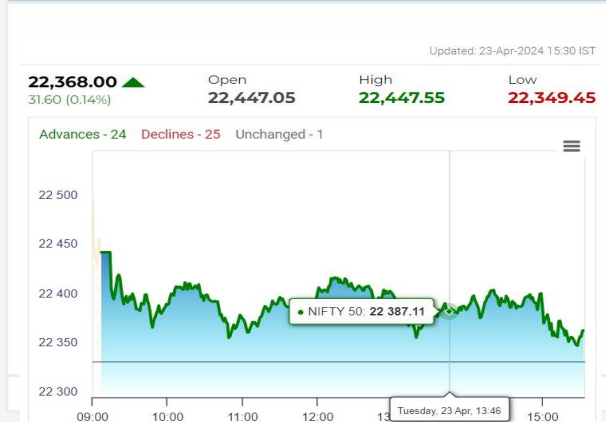 Updated: 23-Apr-2024 15:30 IST
22,368.00 Open High Low
31.60 (0.14%) 22,447.05 22,447.55 22,349.45
Advances - 24 Declines - 25 Unchanged - 1
22 500
22 450
22 400
NIFTY 50: 22 387.11
22 350
22 300
Tuesday, 23 Apr, 13:46
09:00 10:00 11:00 12:00 15:00